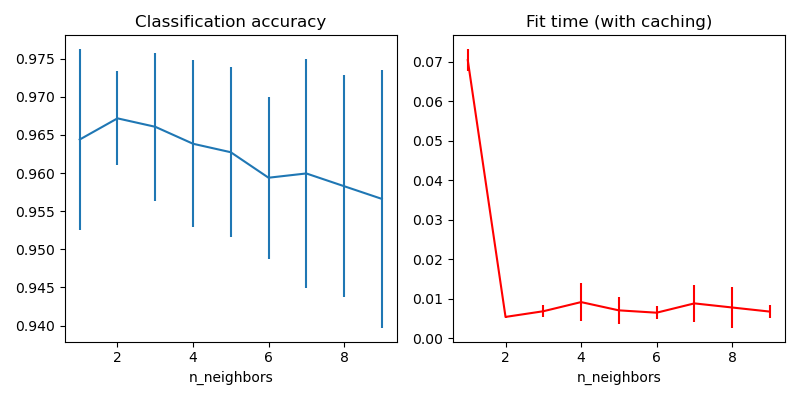 Classification accuracy
0.975
0.970
0.965
0.960
0.955
0.950
0.945
0.940
2 4 6 8
n_neighbors
Fit time (with caching)
0.07
0.06
0.05
0.04
0.03
0.02
0.01
0.00
2 4 6 8
n_neighbors